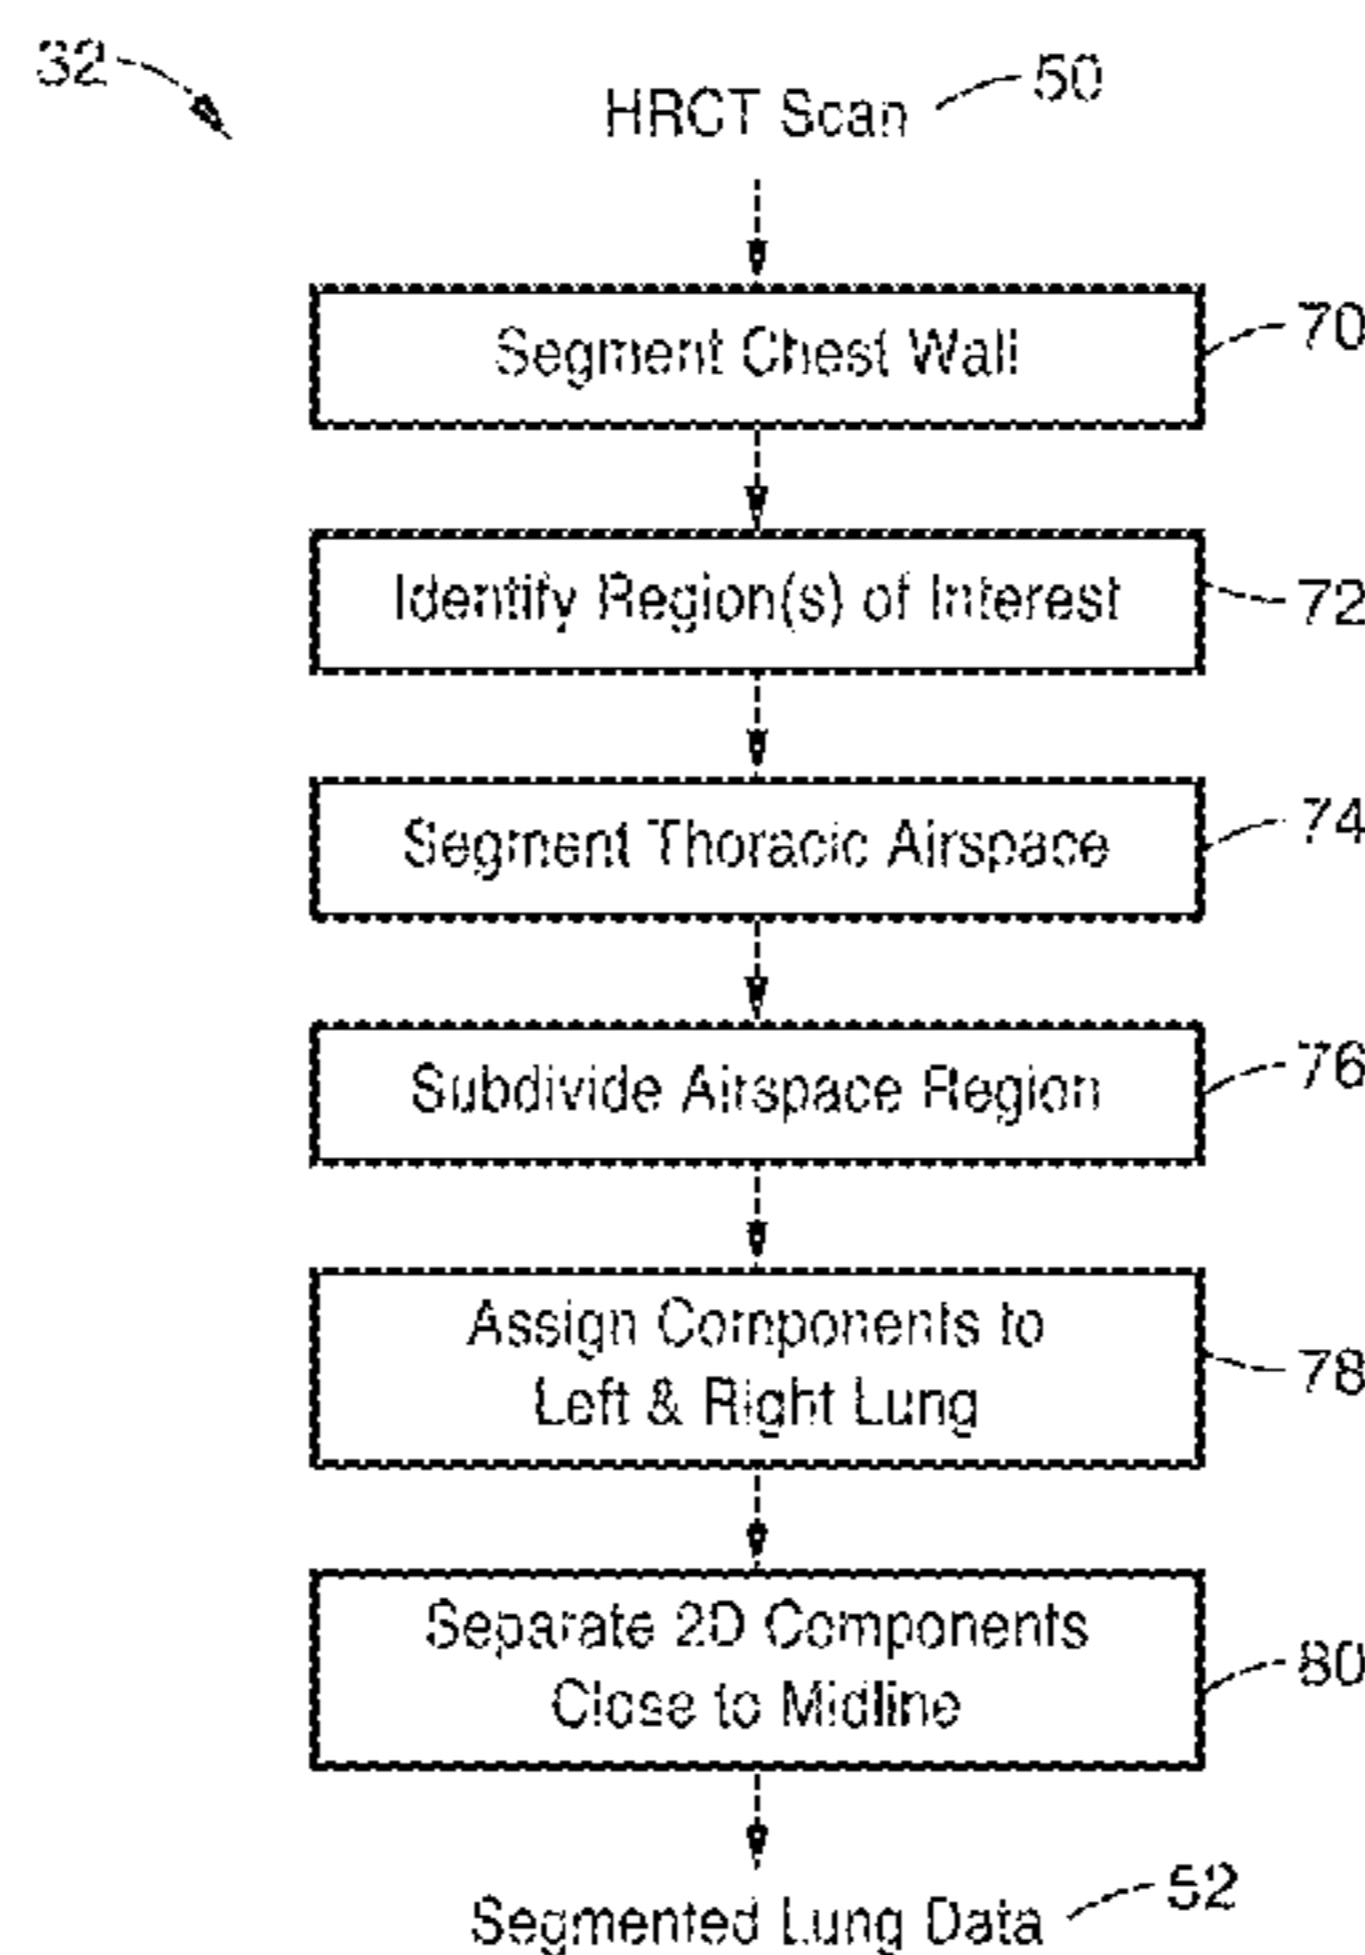 32
HRCT Scan
50
Segment Chest Wall
70
Identify Region(s) of Interest
72
Segment Thoracic Airspace
74
Subdivide Airspace Region
76
Assign Components to
Left & Right Lung
78
Separate 2D Components
Close to Midline
80
Segmented Lung Data
52